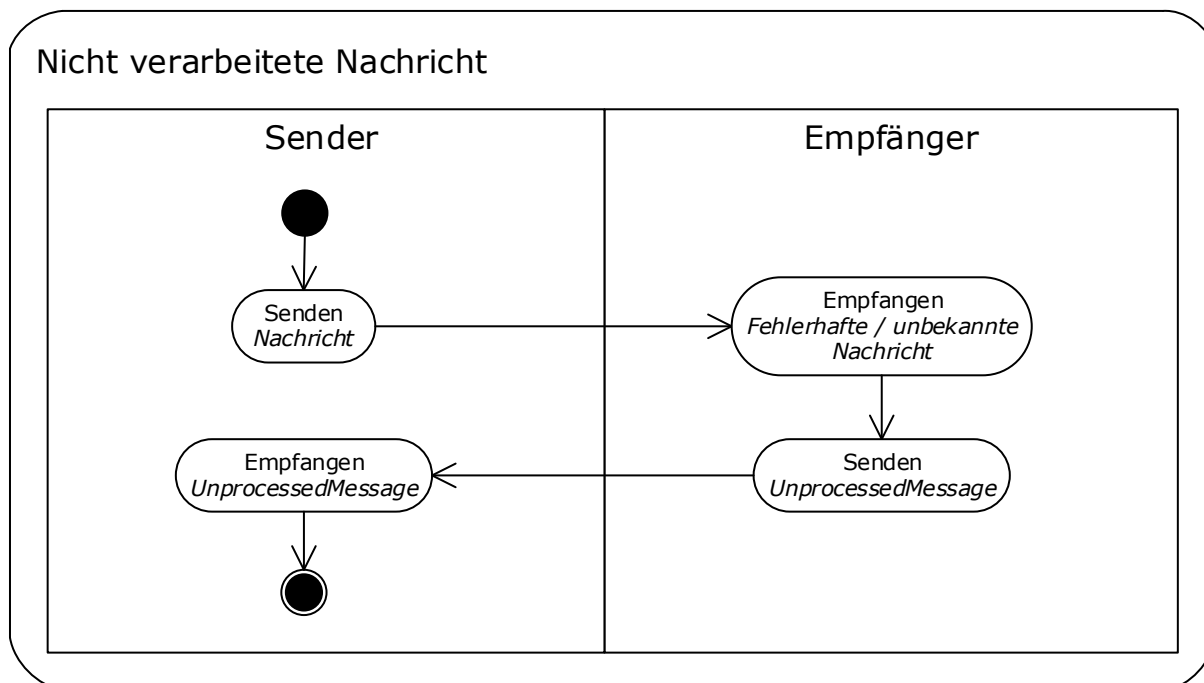 Nicht verarbeitete Nachricht
Sender
Empfänger
Senden
Nachricht
Empfangen
Fehlerhafte / unbekannte
Nachricht
Empfangen
UnprocessedMessage
Senden
UnprocessedMessage